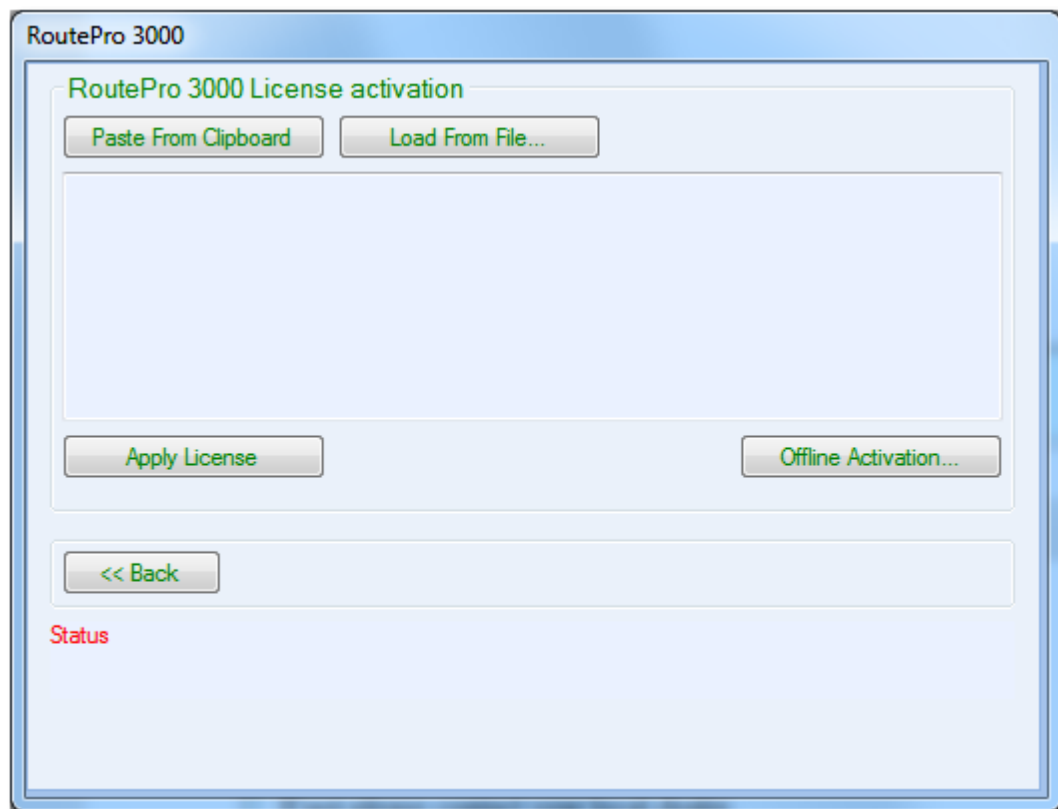 RoutePro 3000
RoutePro 3000 License activation
Paste From Clipboard
Load From File...
Apply License
Offline Activation...
<< Back
Status